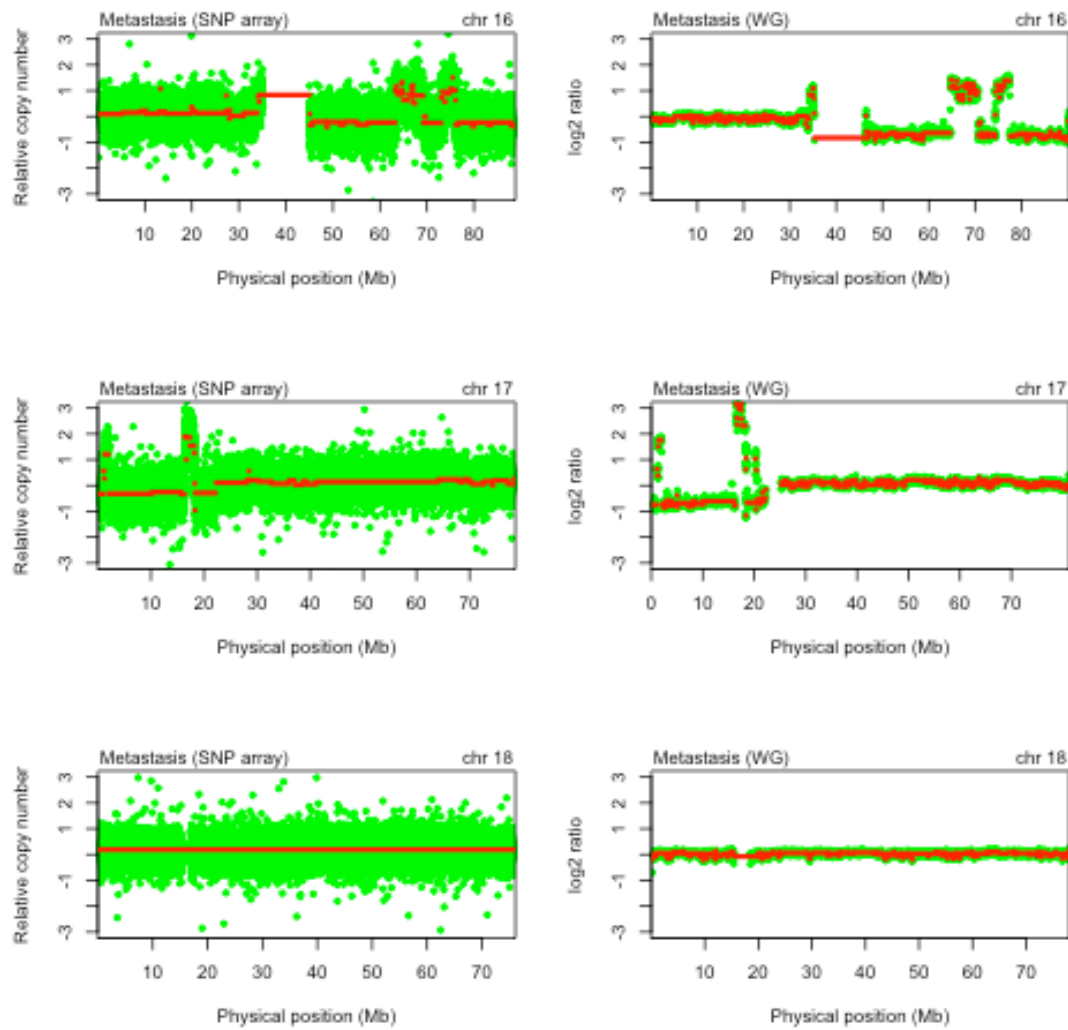 Metastasis (SNP array) chr 16
Relative copy number
3
2
1
-1
-3
10 20 30 40 50 60 70 80
Physical position (Mb)
Metastasis (WG) chr 16
log2 ratio
3
2
1
-1
-3
10 20 30 40 50 60 70 80
Physical position (Mb)
Metastasis (SNP array) chr 17
Relative copy number
3
2
1
-1
-3
10 20 30 40 50 60 70
Physical position (Mb)
Metastasis (WG) chr 17
log2 ratio
3
2
1
-1
-3
0 10 20 30 40 50 60 70
Physical position (Mb)
Metastasis (SNP array) chr 18
Relative copy number
3
2
1
-1
-3
10 20 30 40 50 60 70
Physical position (Mb)
Metastasis (WG) chr 18
log2 ratio
3
2
1
-1
-3
10 20 30 40 50 60 70
Physical position (Mb)